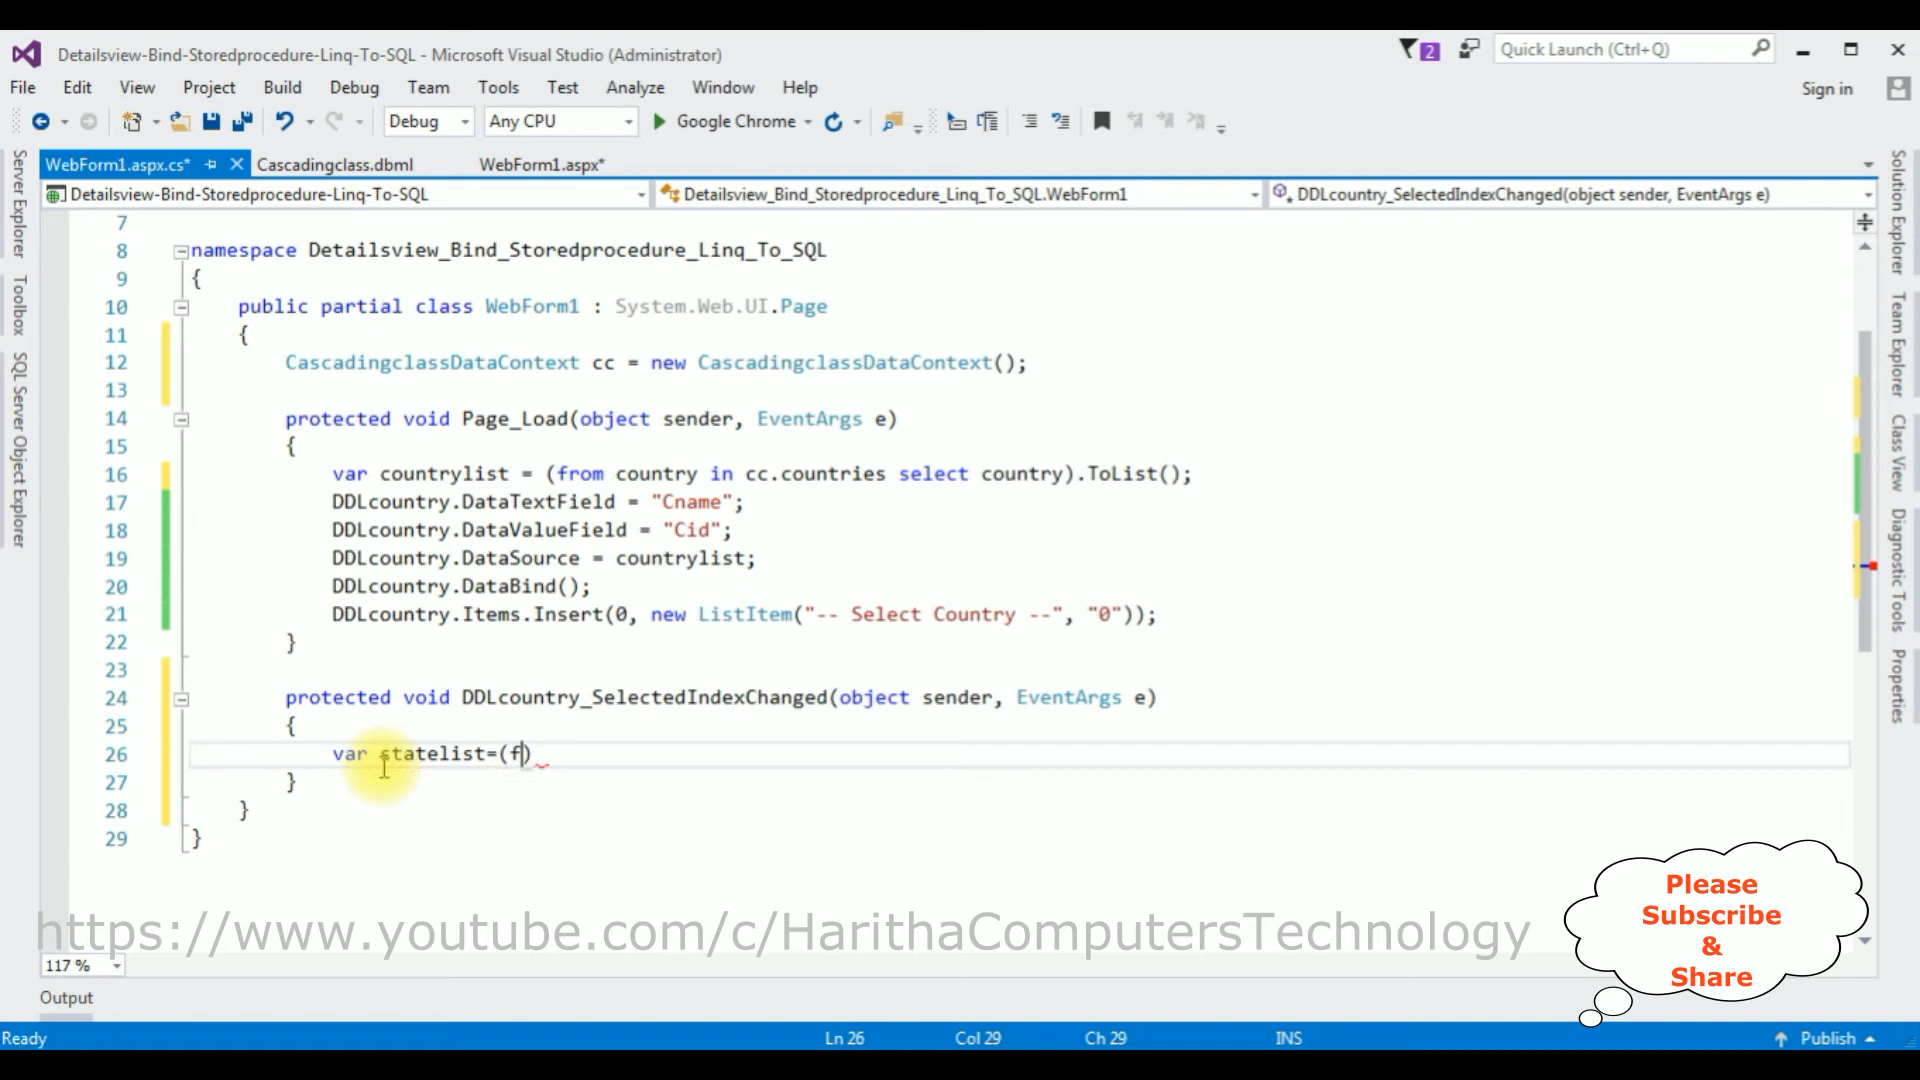 Detailsview-Bind-Storedprocedure-Linq-To-SQL - Microsoft Visual Studio (Administrator)
2
Quick Launch (Ctrl+Q)
File Edit View Project Build Debug Team Tools Test Analyze Window Help
Sign in
Debug Any CPU Google Chrome
WebForm1.aspx.cs* Cascadingclass.dbml WebForm1.aspx*
Detailsview-Bind-Storedprocedure-Linq-To-SQL Detailsview_Bind_Storedprocedure_Linq_To_SQL.WebForm1 DDLcountry_SelectedIndexChanged(object sender, EventArgs e)
Server Explorer
Toolbox
SQL Server Object Explorer
7
8 namespace Detailsview_Bind_Storedprocedure_Linq_To_SQL
9 {
10 public partial class WebForm1 : System.Web.UI.Page
11 {
12 CascadingclassDataContext cc = new CascadingclassDataContext();
13
14 protected void Page_Load(object sender, EventArgs e)
15 {
16 var countrylist = (from country in cc.countries select country).ToList();
17 DDLcountry.DataTextField = "Cname";
18 DDLcountry.DataValueField = "Cid";
19 DDLcountry.DataSource = countrylist;
20 DDLcountry.DataBind();
21 DDLcountry.Items.Insert(0, new ListItem("-- Select Country --", "0"));
22 }
23
24 protected void DDLcountry_SelectedIndexChanged(object sender, EventArgs e)
25 {
26 var statelist=(f)
27 }
28 }
29 }
Solution Explorer
Team Explorer
Class View
Diagnostic Tools
Properties
https://www.youtube.com/c/HarithaComputersTechnology
Please
Subscribe
&
Share
117 %
Output
Ready Ln 26 Col 29 Ch 29 INS Publish